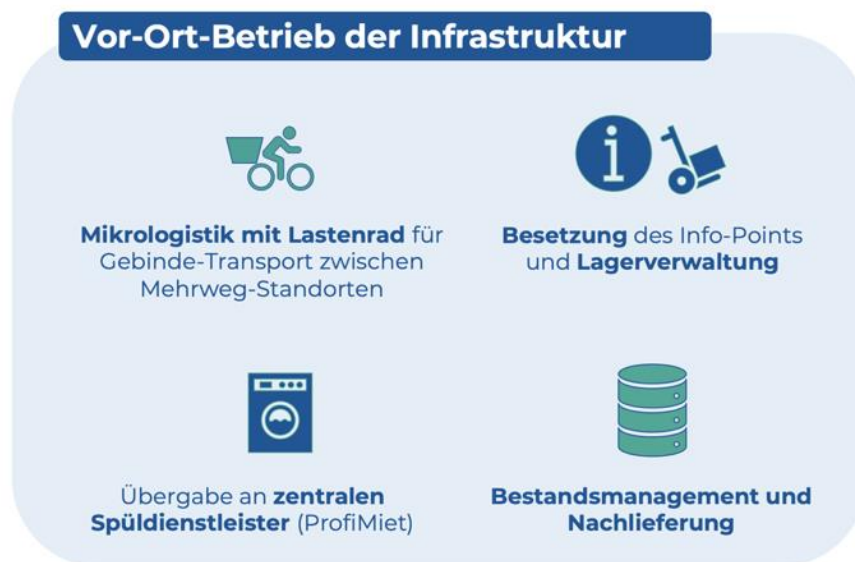 Vor-Ort-Betrieb der Infrastruktur
Mikrologistik mit Lastenrad für
Gebinde-Transport zwischen
Mehrweg-Standorten
i
Besetzung des Info-Points
und Lagerverwaltung
Übergabe an zentralen
Spüldienstleister (ProfiMiet)
Bestandsmanagement und
Nachlieferung